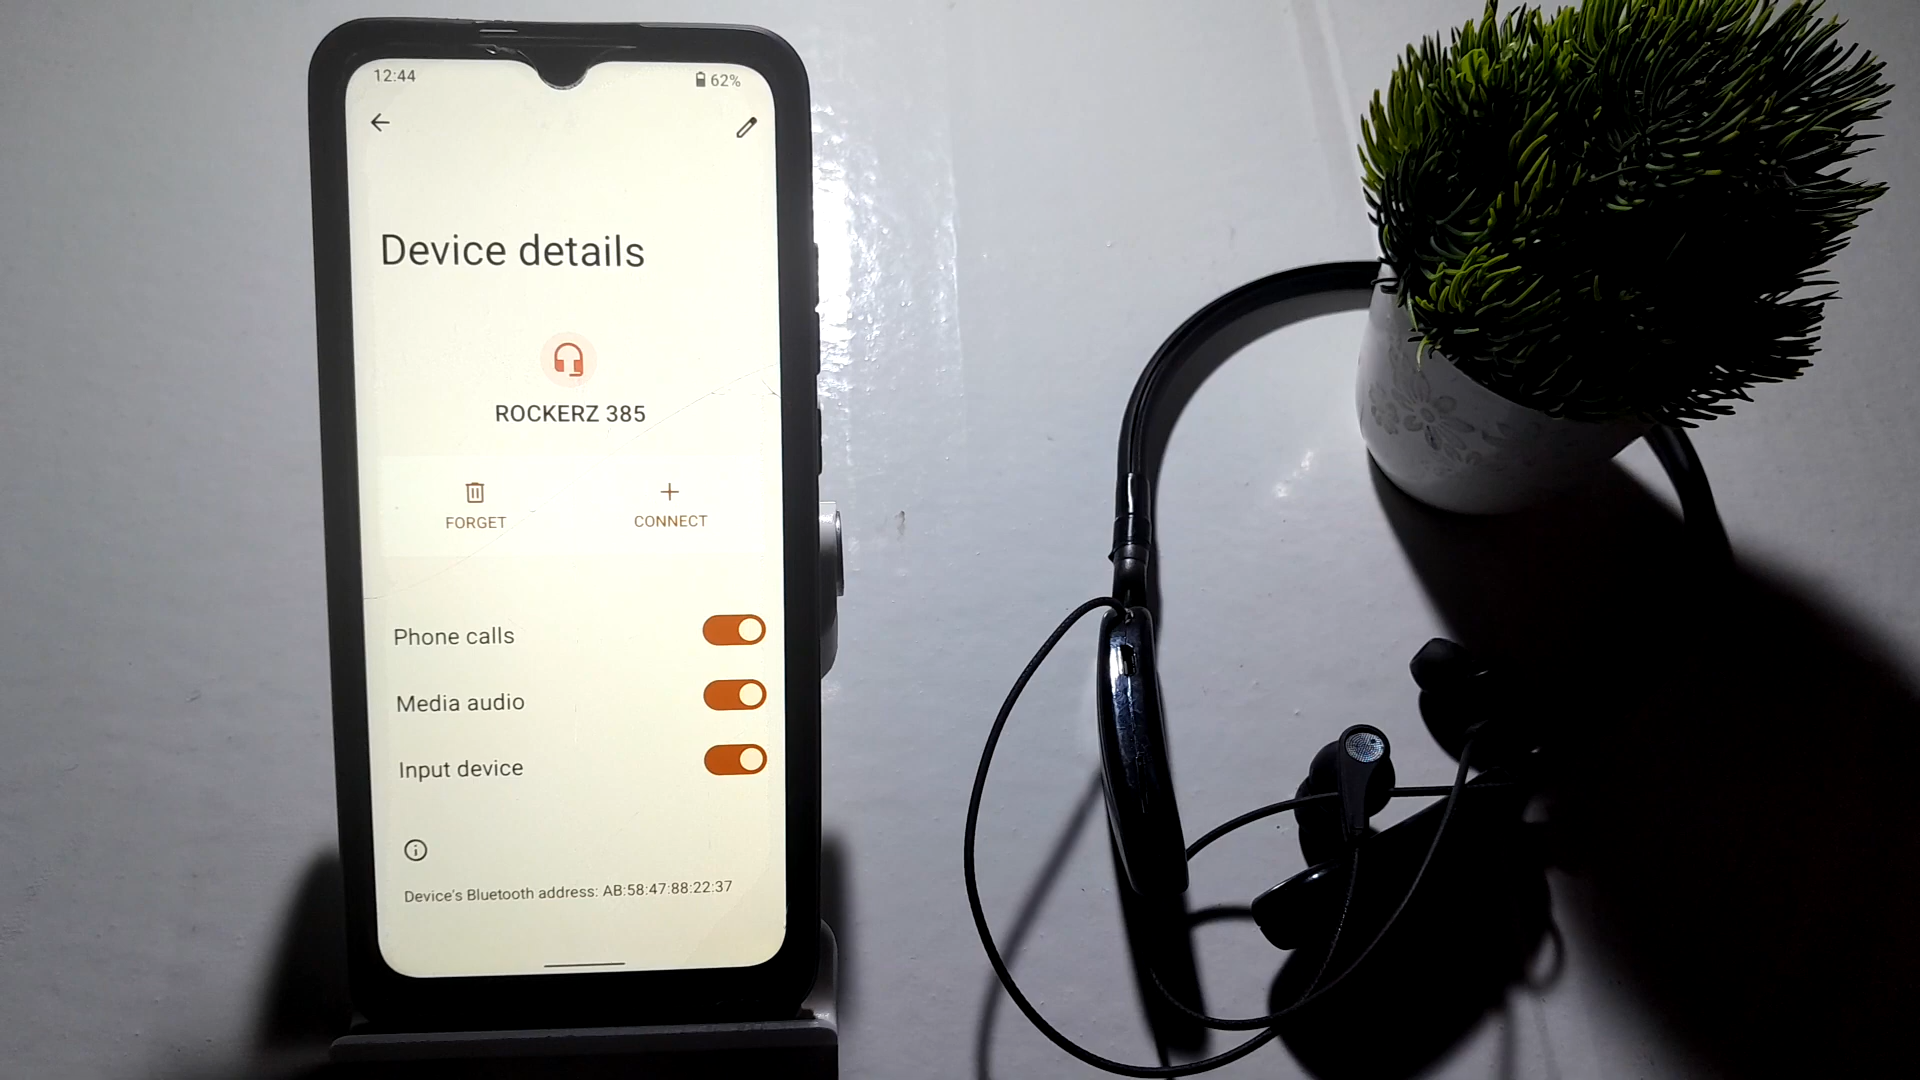 12:44
62%
Device details
ROCKERZ 385
FORGET
CONNECT
Phone calls
Media audio
Input device
Device's Bluetooth address: AB:58:47:88:22:37